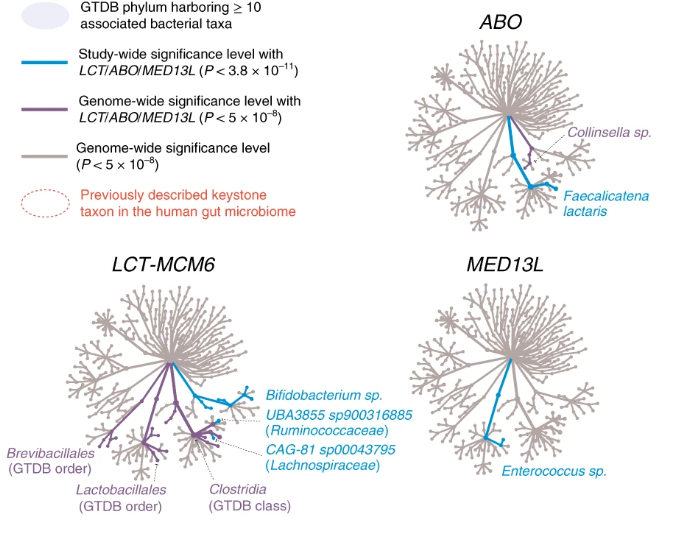 GTDB phylum harboring ≥ 10
associated bacterial taxa
Study-wide significance level with
LCT/ABO/MED13L (P < 3.8 × 10⁻¹¹)
Genome-wide significance level with
LCT/ABO/MED13L (P < 5 × 10⁻⁸)
Genome-wide significance level
(P < 5 × 10⁻⁸)
Previously described keystone
taxon in the human gut microbiome
ABO
Collinsella sp.
Faecalicatena
lactaris
LCT-MCM6
Bifidobacterium sp.
UBA3855 sp900316885
(Ruminococcaceae)
CAG-81 sp00043795
(Lachnospiraceae)
Brevibacillales
(GTDB order)
Lactobacillales
(GTDB order)
Clostridia
(GTDB class)
MED13L
Enterococcus sp.